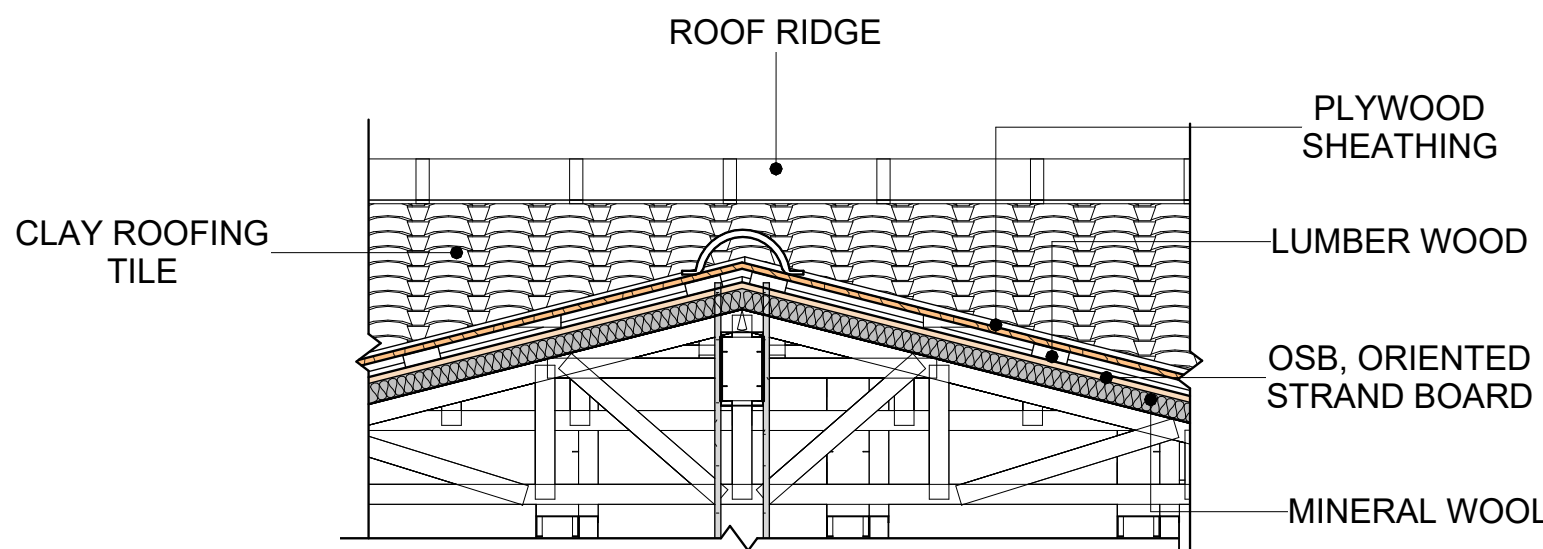 ROOF RIDGE
PLYWOOD
SHEATHING
CLAY ROOFING
TILE
LUMBER WOOD
OSB, ORIENTED
STRAND BOARD
MINERAL WOOL